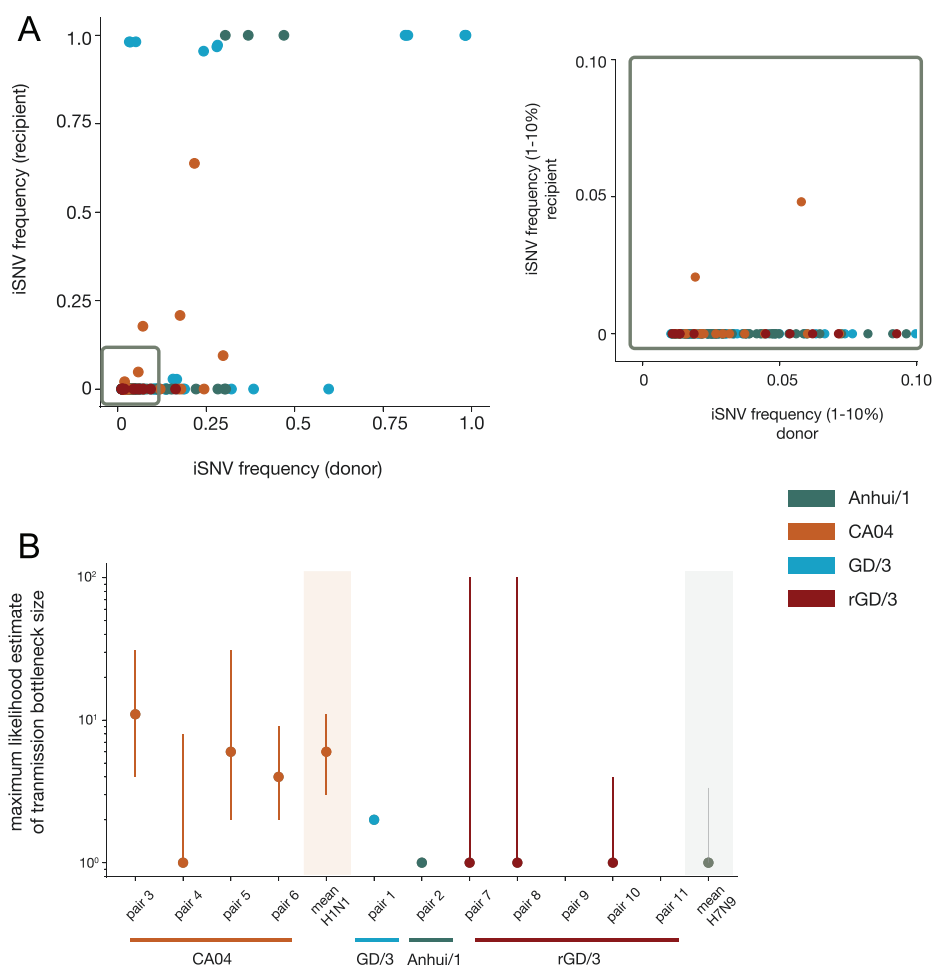 A
iSNV frequency (recipient)
1.0
0.75
0.5
0.25
0
0
0.25
0.5
0.75
1.0
iSNV frequency (donor)
iSNV frequency (1-10%)
recipient
0.10
0.05
0
0
0.05
0.10
iSNV frequency (1-10%)
donor
Anhui/1
CA04
GD/3
rGD/3
B
maximum likelihood estimate
of tranmission bottleneck size
10²
10¹
10⁰
pair 3
pair 4
pair 5
pair 6
mean
H1N1
pair 1
pair 2
pair 7
pair 8
pair 9
pair 10
pair 11
mean
H7N9
CA04
GD/3
Anhui/1
rGD/3